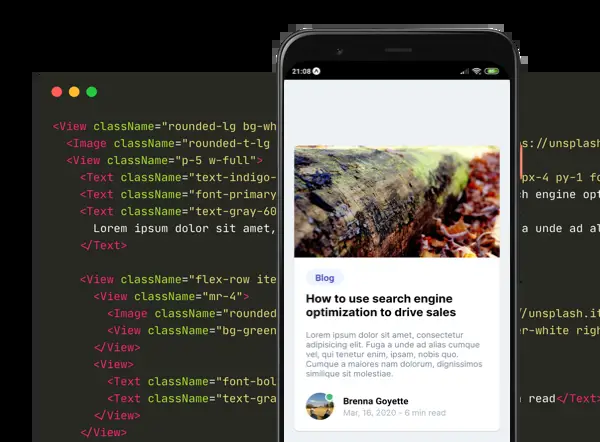 21:08
<View className="rounded-lg bg-wh
<Image className="rounded-t-lg
s://unsplash
<View className="p-5 w-full">
<Text className="text-indigo-
px-4 py-1 fo
<Text className="font-primary
ch engine opt
<Text className="text-gray-60
Lorem ipsum dolor sit amet,
a unde ad al
</Text>
<View className="flex-row ite
<View className="mr-4">
<Image className="rounded
//unsplash.it
<View className="bg-green
er-white righ
</View>
<View>
<Text className="font-bol
<Text className="text-gra
read</Text>
</View>
</View>
Blog
How to use search engine
optimization to drive sales
Lorem ipsum dolor sit amet, consectetur
adipisicing elit. Fuga a unde ad alias cumque
vel, qui tenetur enim, ipsam, nobis quo.
Cumque a maiores nam dolorum, dignissimos
similique sit molestiae.
Brenna Goyette
Mar, 16, 2020 - 6 min read